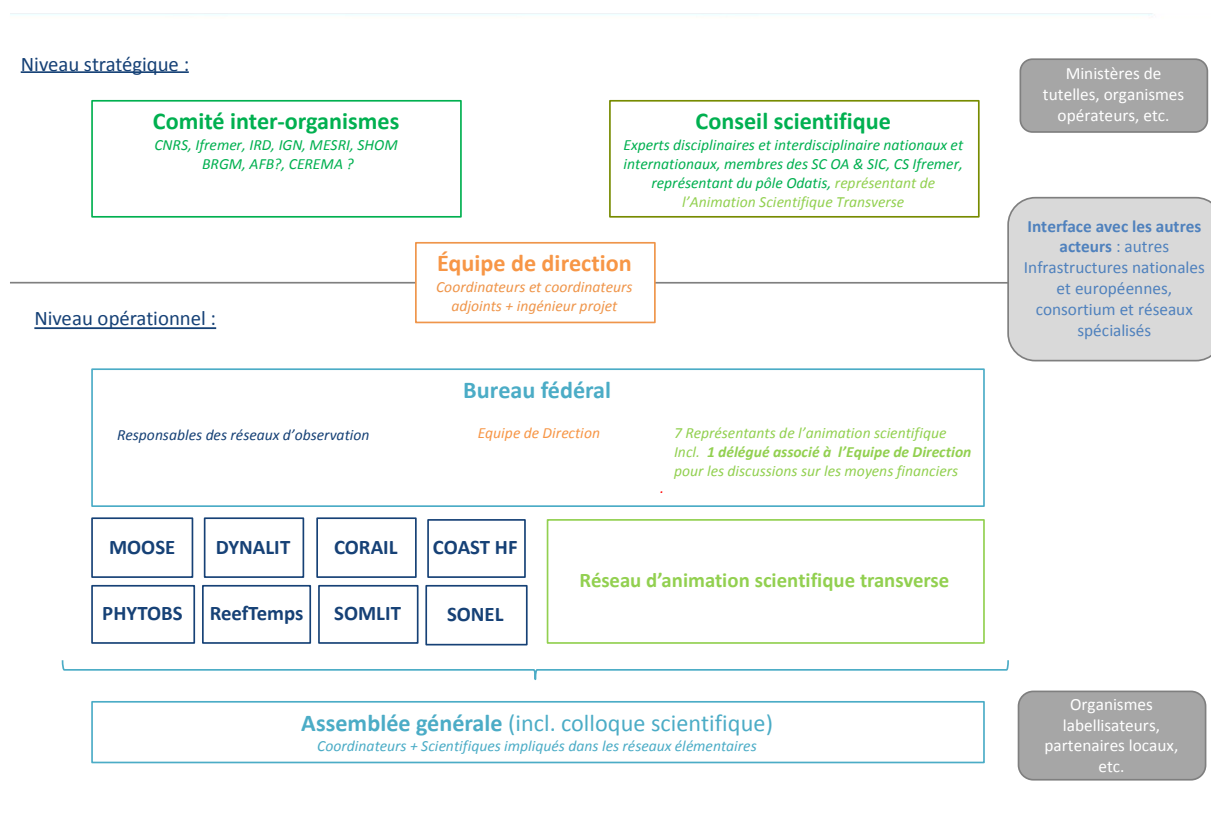 Niveau stratégique :
Ministères de
tutelles, organismes
opérateurs, etc.
Comité inter-organismes
CNRS, Ifremer, IRD, IGN, MESRI, SHOM
BRGM, AFB?, CEREMA ?
Conseil scientifique
Experts disciplinaires et interdisciplinaire nationaux et
internationaux, membres des SC OA & SIC, CS Ifremer,
représentant du pôle Odatis, représentant de
l'Animation Scientifique Transverse
Interface avec les autres
acteurs : autres
Infrastructures nationales
et européennes,
consortium et réseaux
spécialisés
Équipe de direction
Coordinateurs et coordinateurs
adjoints + ingénieur projet
Niveau opérationnel :
Bureau fédéral
Responsables des réseaux d'observation
Equipe de Direction
7 Représentants de l'animation scientifique
Incl. 1 délégué associé à l'Equipe de Direction
pour les discussions sur les moyens financiers
.
MOOSE
DYNALIT
CORAIL
COAST HF
PHYTOBS
ReefTemps
SOMLIT
SONEL
Réseau d'animation scientifique transverse
Assemblée générale (incl. colloque scientifique)
Coordinateurs + Scientifiques impliqués dans les réseaux élémentaires
Organismes
labellisateurs,
partenaires locaux,
etc.